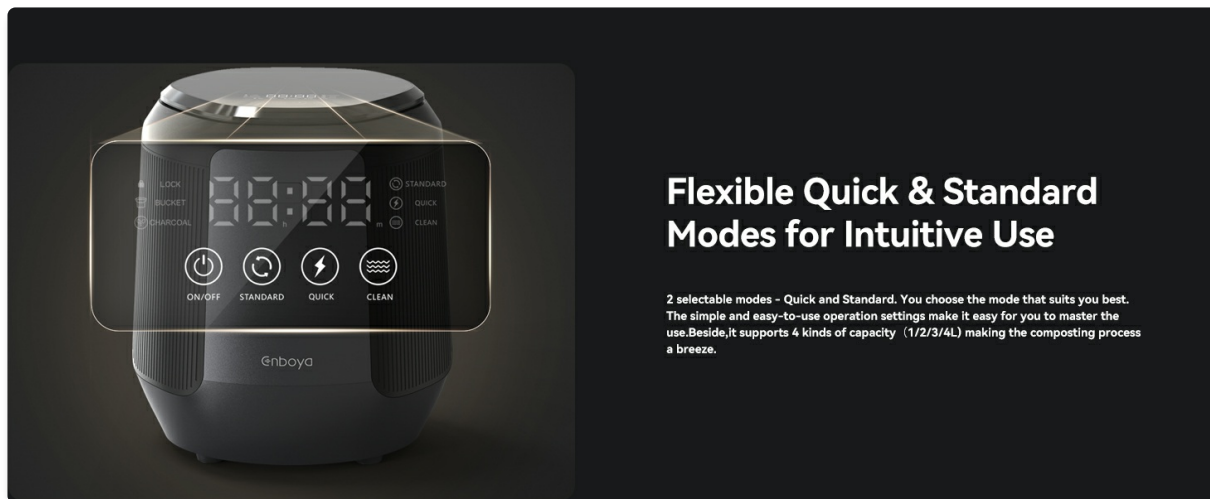 LOCK
BUCKET
CHARCOAL
88:88
h
m
STANDARD
QUICK
CLEAN
ON/OFF
STANDARD
QUICK
CLEAN
Enboya
Flexible Quick & Standard
Modes for Intuitive Use
2 selectable modes - Quick and Standard. You choose the mode that suits you best.
The simple and easy-to-use operation settings make it easy for you to master the
use.Beside,it supports 4 kinds of capacity（1/2/3/4L) making the composting process
a breeze.